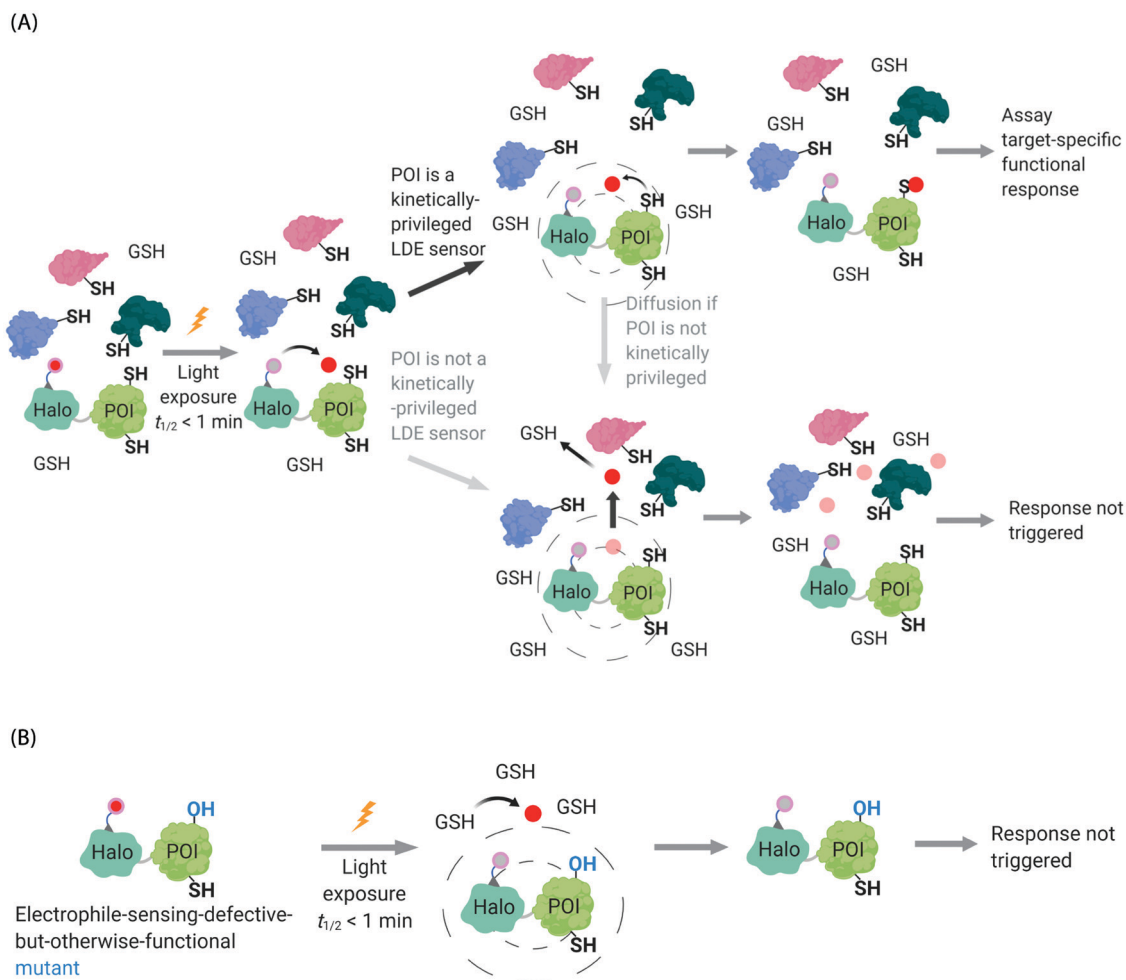 (A)
SH
GSH
SH
GSH
SH
SH
Halo
POI
SH
GSH
Light
exposure
t1/2 < 1 min
SH
GSH
SH
SH
SH
Halo
POI
SH
GSH
POI is a
kinetically-
privileged
LDE sensor
POI is not a
kinetically
-privileged
LDE sensor
SH
GSH
SH
SH
GSH
SH
GSH
Halo
POI
SH
Diffusion if
POI is not
kinetically
privileged
SH
GSH
GSH
SH
SH
S
Halo
POI
SH
GSH
Assay
target-specific
functional
response
GSH
SH
SH
SH
SH
GSH
Halo
POI
SH
GSH
GSH
SH
GSH
SH
SH
GSH
SH
Halo
POI
GSH
SH
Response not
triggered
(B)
OH
Halo
POI
SH
Electrophile-sensing-defective-
but-otherwise-functional
mutant
Light
exposure
t1/2 < 1 min
GSH
GSH
GSH
OH
Halo
POI
SH
OH
Halo
POI
SH
Response not
triggered